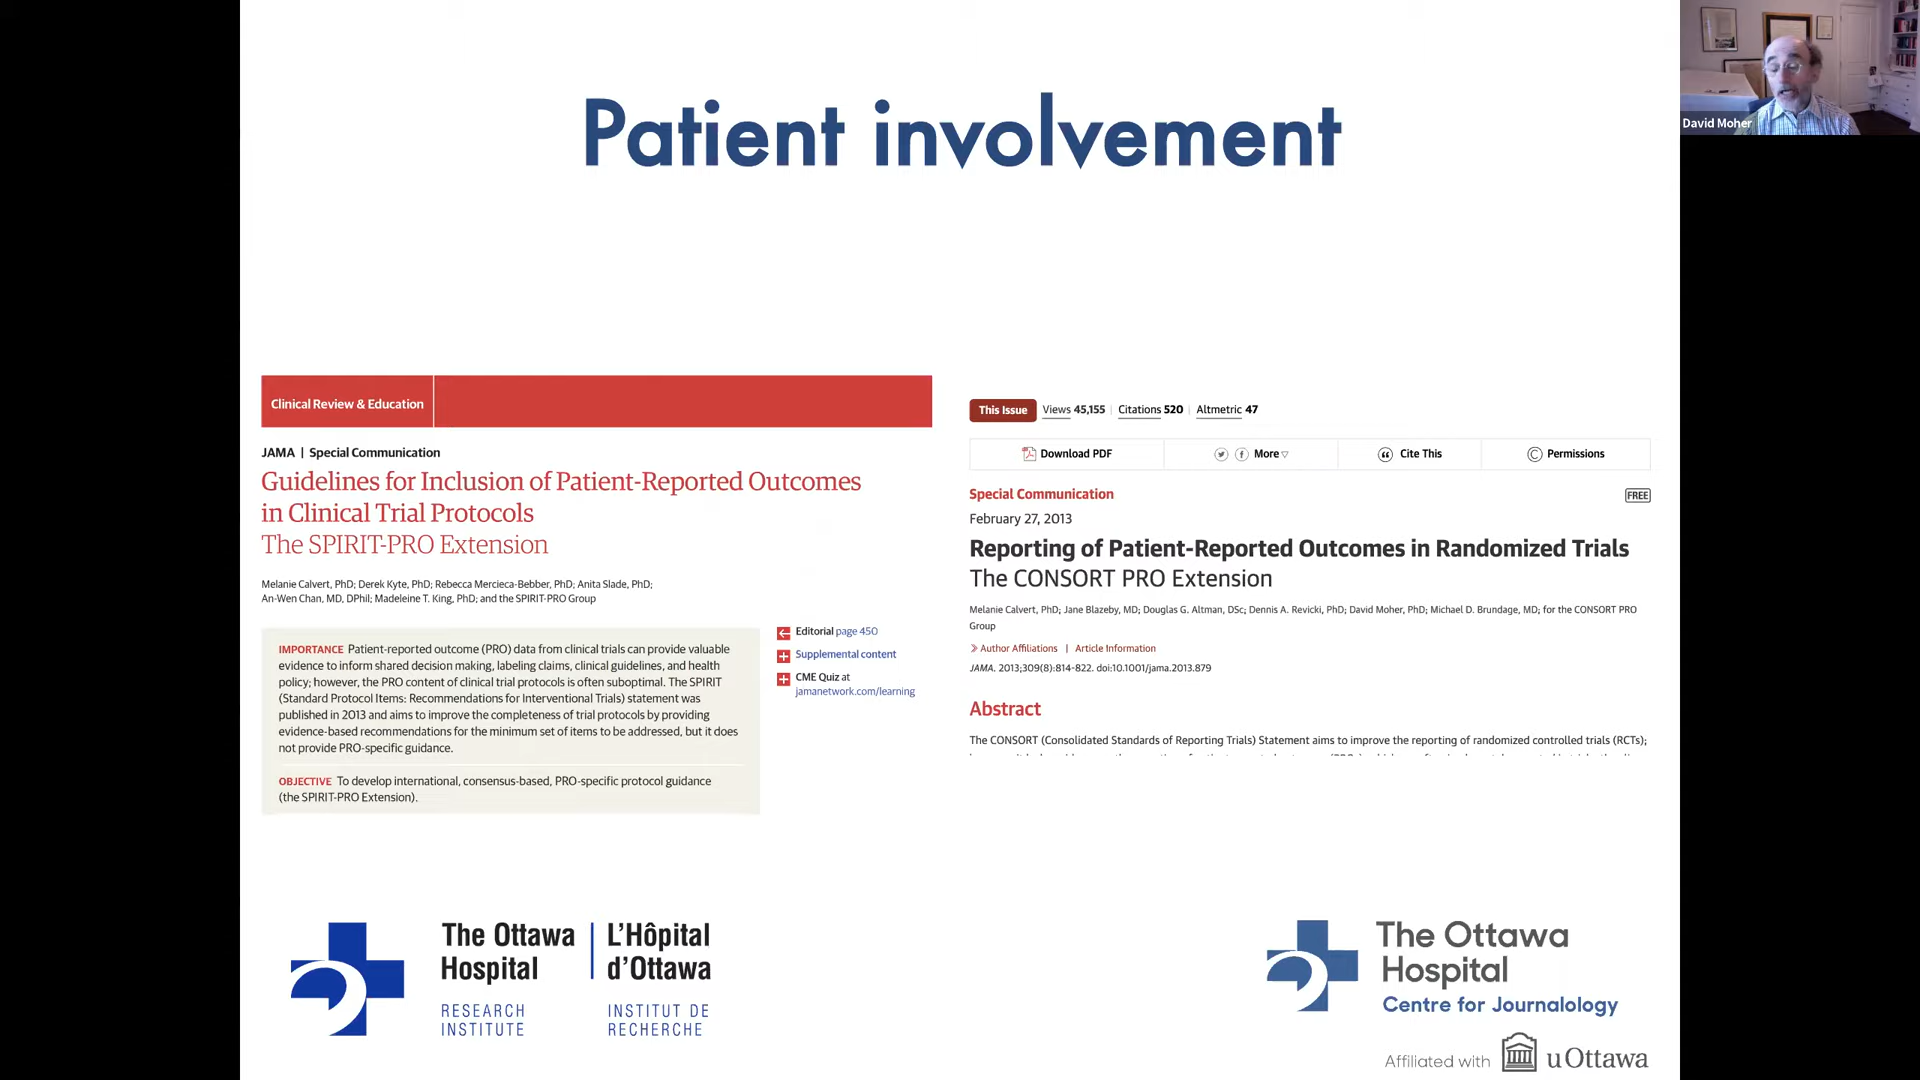 Patient involvement
David Moher
Clinical Review & Education
JAMA | Special Communication
Guidelines for Inclusion of Patient-Reported Outcomes
in Clinical Trial Protocols
The SPIRIT-PRO Extension
Melanie Calvert, PhD; Derek Kyte, PhD; Rebecca Mercieca-Bebber, PhD; Anita Slade, PhD;
An-Wen Chan, MD, DPhil; Madeleine T. King, PhD; and the SPIRIT-PRO Group
IMPORTANCE Patient-reported outcome (PRO) data from clinical trials can provide valuable
evidence to inform shared decision making, labeling claims, clinical guidelines, and health
policy; however, the PRO content of clinical trial protocols is often suboptimal. The SPIRIT
(Standard Protocol Items: Recommendations for Interventional Trials) statement was
published in 2013 and aims to improve the completeness of trial protocols by providing
evidence-based recommendations for the minimum set of items to be addressed, but it does
not provide PRO-specific guidance.
OBJECTIVE To develop international, consensus-based, PRO-specific protocol guidance
(the SPIRIT-PRO Extension).
Editorial page 450
Supplemental content
CME Quiz at
jamanetwork.com/learning
This Issue Views 45,155 | Citations 520 | Altmetric 47
Download PDF More Cite This Permissions
Special Communication FREE
February 27, 2013
Reporting of Patient-Reported Outcomes in Randomized Trials
The CONSORT PRO Extension
Melanie Calvert, PhD; Jane Blazeby, MD; Douglas G. Altman, DSc; Dennis A. Revicki, PhD; David Moher, PhD; Michael D. Brundage, MD; for the CONSORT PRO
Group
Author Affiliations | Article Information
JAMA. 2013;309(8):814-822. doi:10.1001/jama.2013.879
Abstract
The CONSORT (Consolidated Standards of Reporting Trials) Statement aims to improve the reporting of randomized controlled trials (RCTs);
The Ottawa
Hospital
RESEARCH
INSTITUTE
L'Hôpital
d'Ottawa
INSTITUT DE
RECHERCHE
The Ottawa
Hospital
Centre for Journalology
Affiliated with uOttawa